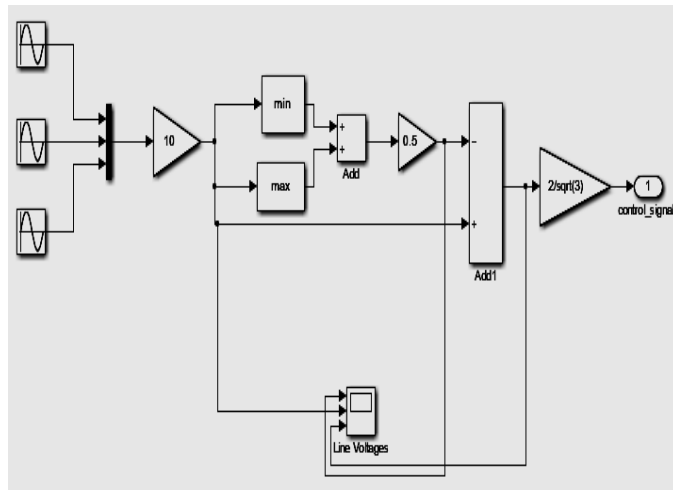 min
10
+
+
0.5
−
Add
max
2/sqrt(3)
1
control_signal
+
Add1
Line Voltages